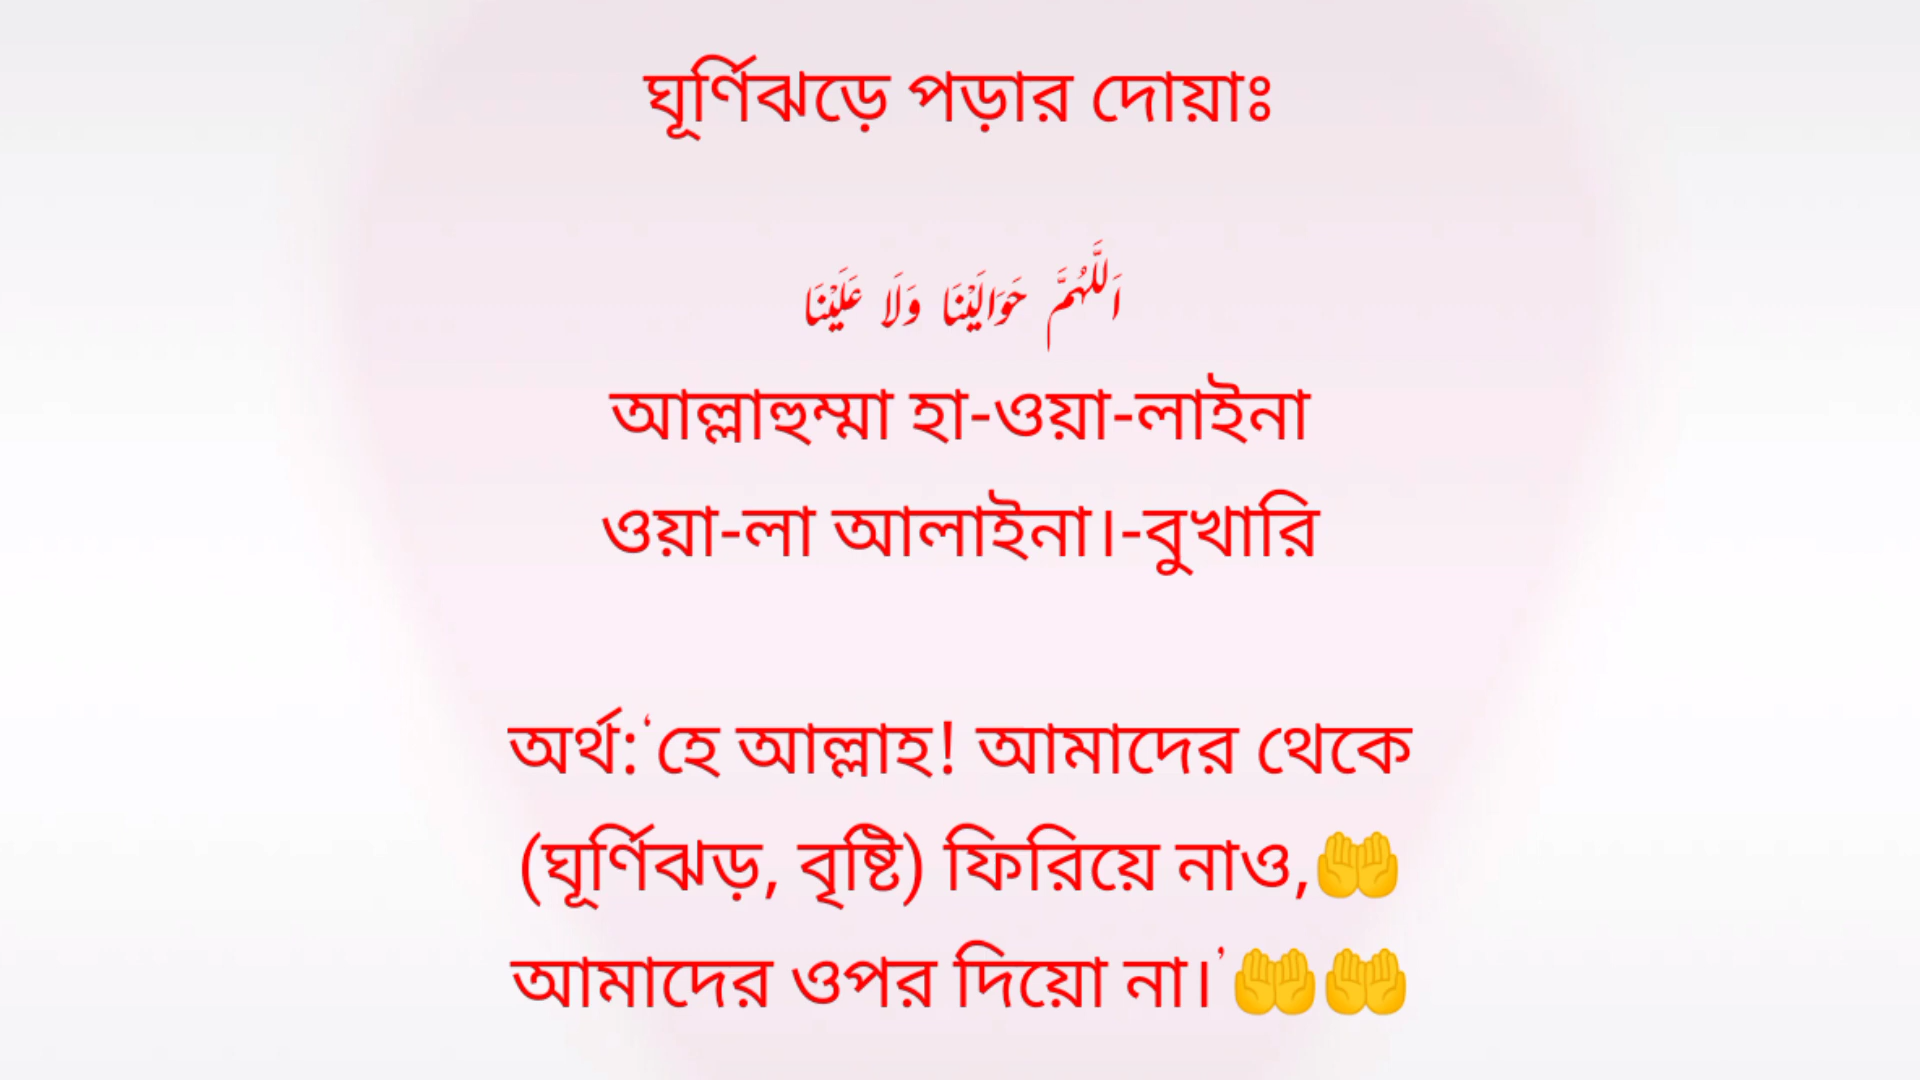 ঘূর্ণিঝড়ে পড়ার দোয়াঃ
اَللَّهُمَّ حَوَالَيْنَا وَلَا عَلَيْنَا
আল্লাহুম্মা হা-ওয়া-লাইনা
ওয়া-লা আলাইনা।-বুখারি
অর্থ:‘হে আল্লাহ! আমাদের থেকে
(ঘূর্ণিঝড়, বৃষ্টি) ফিরিয়ে নাও,🤲
আমাদের ওপর দিয়ো না।’🤲🤲